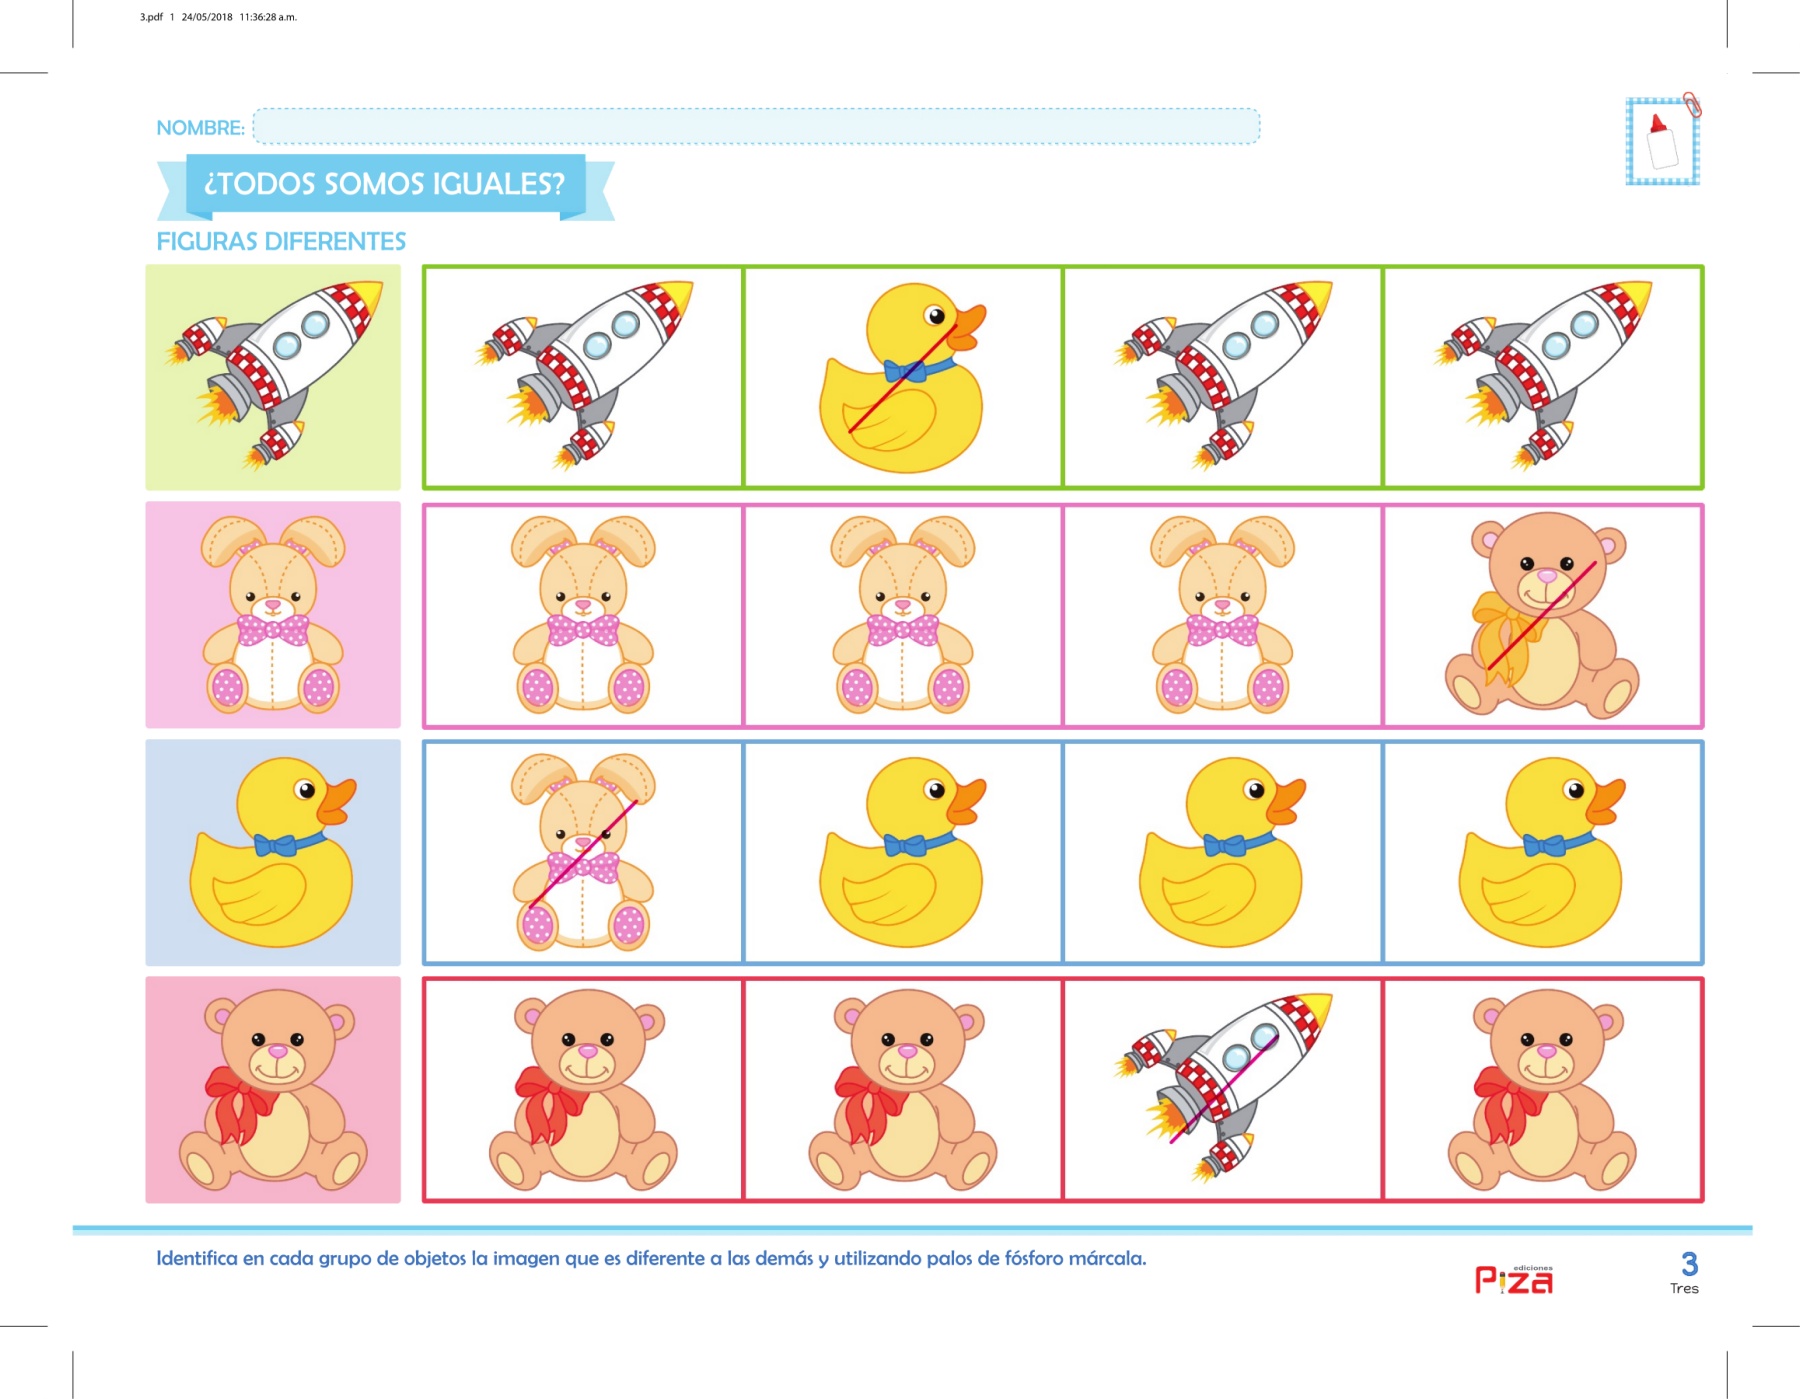 3.pdf 1 24/05/2018 11:36:28 a.m.
NOMBRE:
¿TODOS SOMOS IGUALES?
FIGURAS DIFERENTES
Identifica en cada grupo de objetos la imagen que es diferente a las demás y utilizando palos de fósforo márcala.
ediciones
Piza
3
Tres